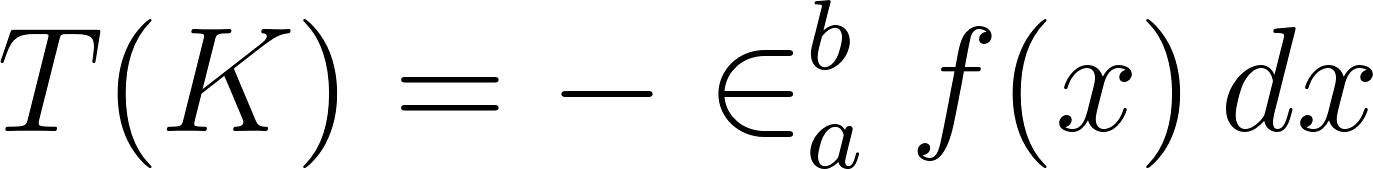 T(K) = − ∈_a^b f(x) dx